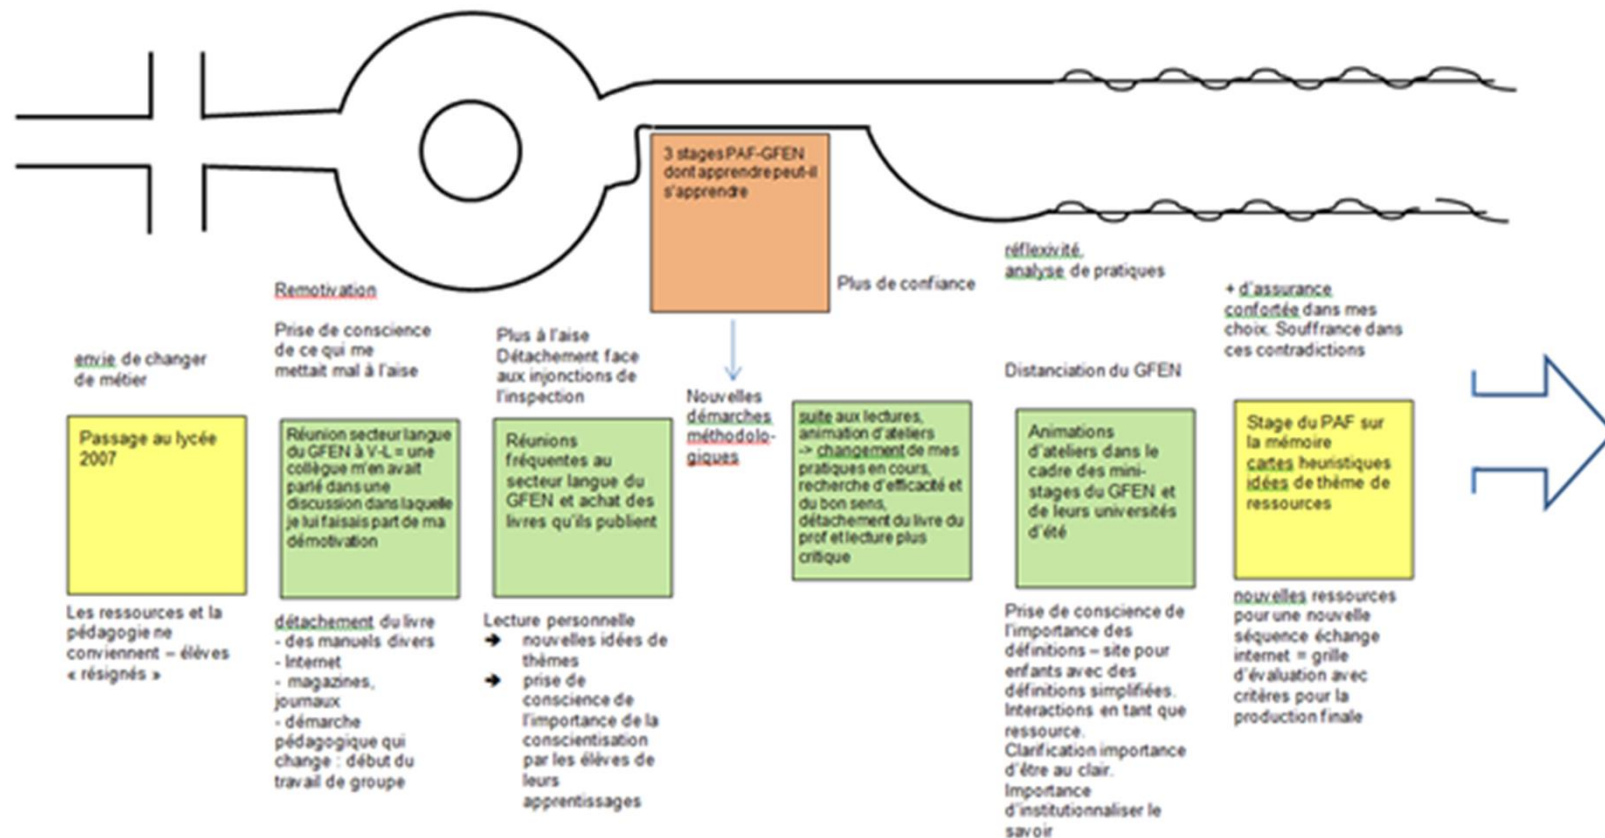 3 stages PAF-GFEN
dont apprendre peut-il
s'apprendre
réflexivité,
analyse de pratiques
Plus de confiance
Remotivation
Prise de conscience
de ce qui me
mettait mal à l'aise
+ d'assurance
confortée dans mes
choix. Souffrance dans
ces contradictions
Plus à l'aise
Détachement face
aux injonctions de
l'inspection
envie de changer
de métier
Distanciation du GFEN
Nouvelles
démarches
méthodolo-
giques
Passage au lycée
2007
Réunion secteur langue
du GFEN à V-L = une
collègue m'en avait
parlé dans une
discussion dans laquelle
je lui faisais part de ma
démotivation
Réunions
fréquentes au
secteur langue du
GFEN et achat des
livres qu'ils publient
suite aux lectures,
animation d'ateliers
-> changement de mes
pratiques en cours,
recherche d'efficacité et
du bon sens,
détachement du livre du
prof et lecture plus
critique
Animations
d'ateliers dans le
cadre des mini-
stages du GFEN et
de leurs universités
d'été
Stage du PAF sur
la mémoire
cartes heuristiques
idées de thème de
ressources
Les ressources et la
pédagogie ne
conviennent – élèves
« résignés »
détachement du livre
- des manuels divers
- Internet
- magazines,
journaux
- démarche
pédagogique qui
change : début du
travail de groupe
Lecture personnelle
➔ nouvelles idées de
thèmes
➔ prise de
conscience de
l'importance de la
conscientisation
par les élèves de
leurs
apprentissages
Prise de conscience de
l'importance des
définitions – site pour
enfants avec des
définitions simplifiées.
Interactions en tant que
ressource.
Clarification importance
d'être au clair.
Importance
d'institutionnaliser le
savoir
nouvelles ressources
pour une nouvelle
séquence échange
internet = grille
d'évaluation avec
critères pour la
production finale